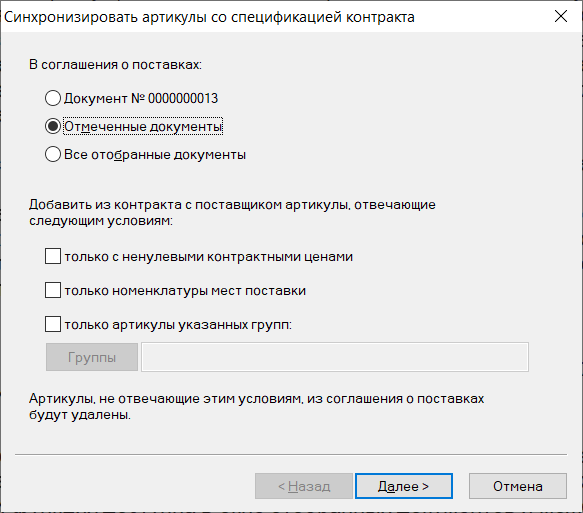 Синхронизировать артикулы со спецификацией контракта
В соглашения о поставках:
Документ № 0000000013
Отмеченные документы
Все отобранные документы
Добавить из контракта с поставщиком артикулы, отвечающие
следующим условиям:
только с ненулевыми контрактными ценами
только номенклатуры мест поставки
только артикулы указанных групп:
Группы
Артикулы, не отвечающие этим условиям, из соглашения о поставках
будут удалены.
< Назад
Далее >
Отмена